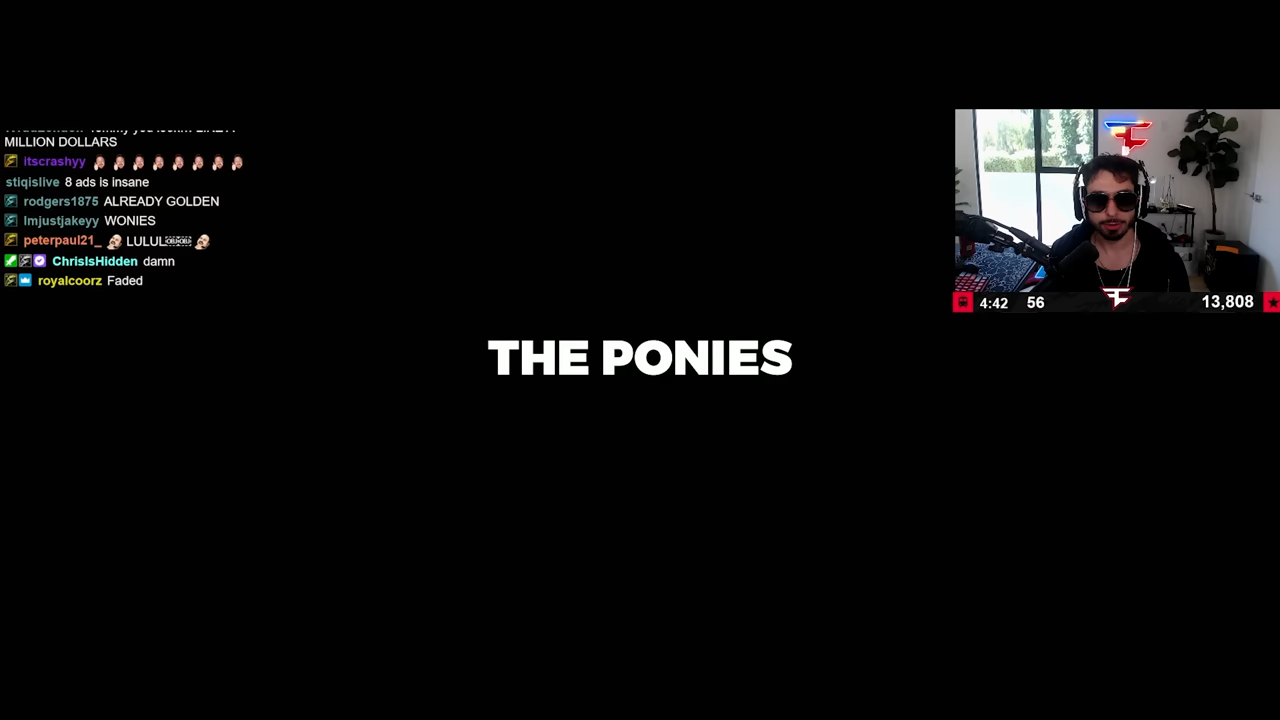 MILLION DOLLARS
itscrashyy
stiqislive 8 ads is insane
rodgers1875 ALREADY GOLDEN
Imjustjakeyy WONIES
peterpaul21_ LULUL
ChrisIsHidden damn
royalcoorz Faded
4:42 56 13,808
THE PONIES